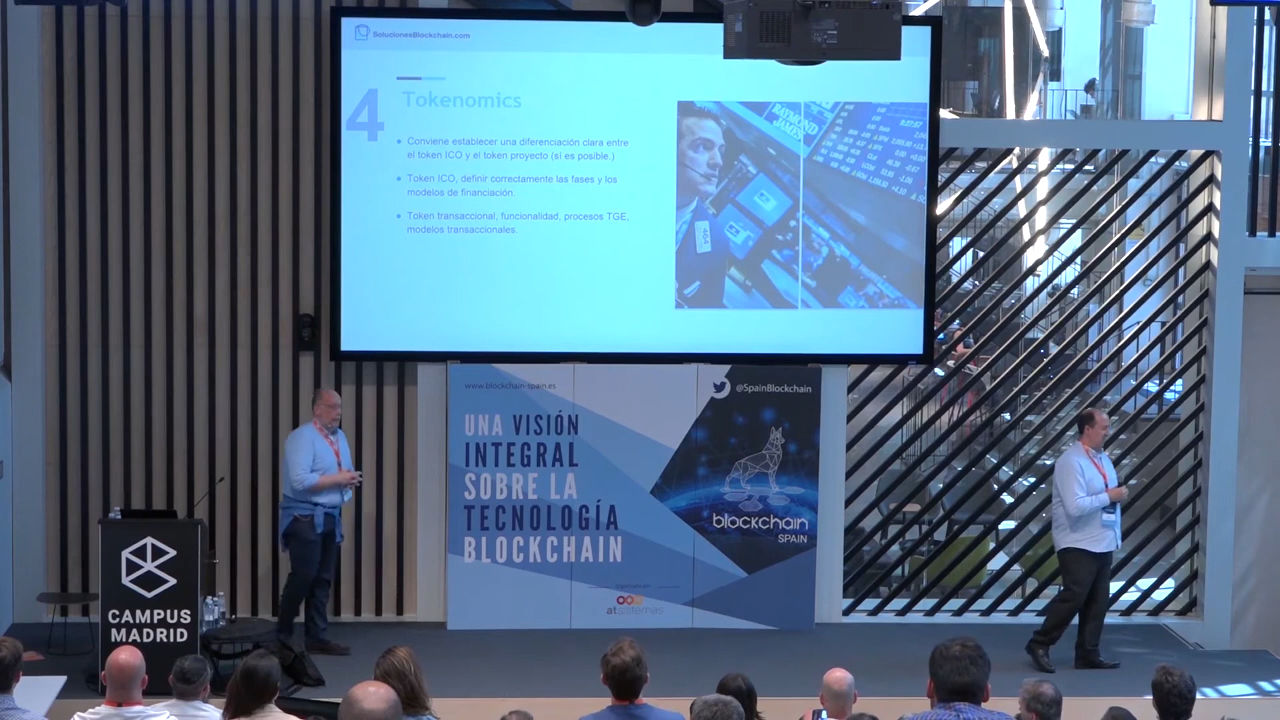 SolucionesBlockchain.com
4
Tokenomics
• Conviene establecer una diferenciación clara entre
el token ICO y el token proyecto (si es posible.)
• Token ICO, definir correctamente las fases y los
modelos de financiación.
• Token transaccional, funcionalidad, procesos TGE,
modelos transaccionales.
RAYMOND
JAMES
www.blockchain-spain.es
@SpainBlockchain
UNA VISIÓN
INTEGRAL
SOBRE LA
TECNOLOGÍA
BLOCKCHAIN
blockchain
SPAIN
atsistemas
CAMPUS
MADRID